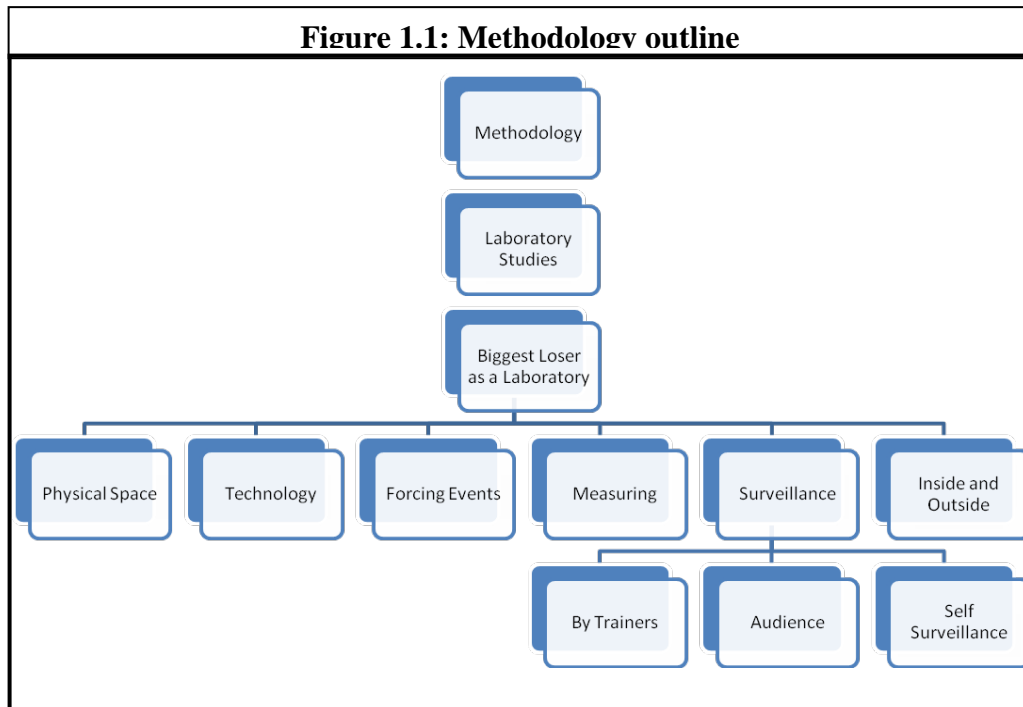 Figure 1.1: Methodology outline
Methodology
Laboratory
Studies
Biggest Loser
as a Laboratory
Physical Space
Technology
Forcing Events
Measuring
Surveillance
Inside and
Outside
By Trainers
Audience
Self
Surveillance